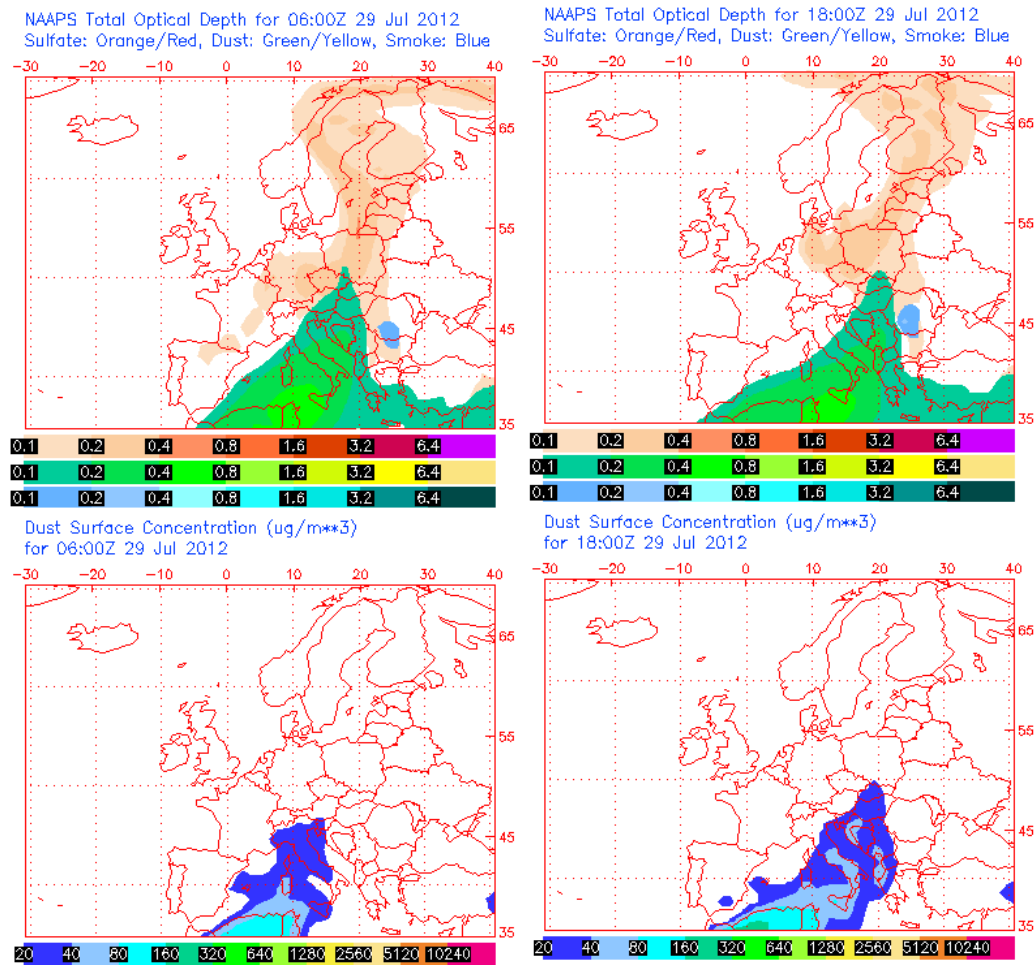 NAAPS Total Optical Depth for 06:00Z 29 Jul 2012
Sulfate: Orange/Red, Dust: Green/Yellow, Smoke: Blue
-30 -20 -10 0 10 20 30 40
65
55
45
35
0.1 0.2 0.4 0.8 1.6 3.2 6.4
0.1 0.2 0.4 0.8 1.6 3.2 6.4
0.1 0.2 0.4 0.8 1.6 3.2 6.4
NAAPS Total Optical Depth for 18:00Z 29 Jul 2012
Sulfate: Orange/Red, Dust: Green/Yellow, Smoke: Blue
-30 -20 -10 0 10 20 30 40
65
55
45
35
0.1 0.2 0.4 0.8 1.6 3.2 6.4
0.1 0.2 0.4 0.8 1.6 3.2 6.4
0.1 0.2 0.4 0.8 1.6 3.2 6.4
Dust Surface Concentration (ug/m**3)
for 06:00Z 29 Jul 2012
-30 -20 -10 0 10 20 30 40
65
55
45
35
20 40 80 160 320 640 1280 2560 5120 10240
Dust Surface Concentration (ug/m**3)
for 18:00Z 29 Jul 2012
-30 -20 -10 0 10 20 30 40
65
55
45
35
20 40 80 160 320 640 1280 2560 5120 10240